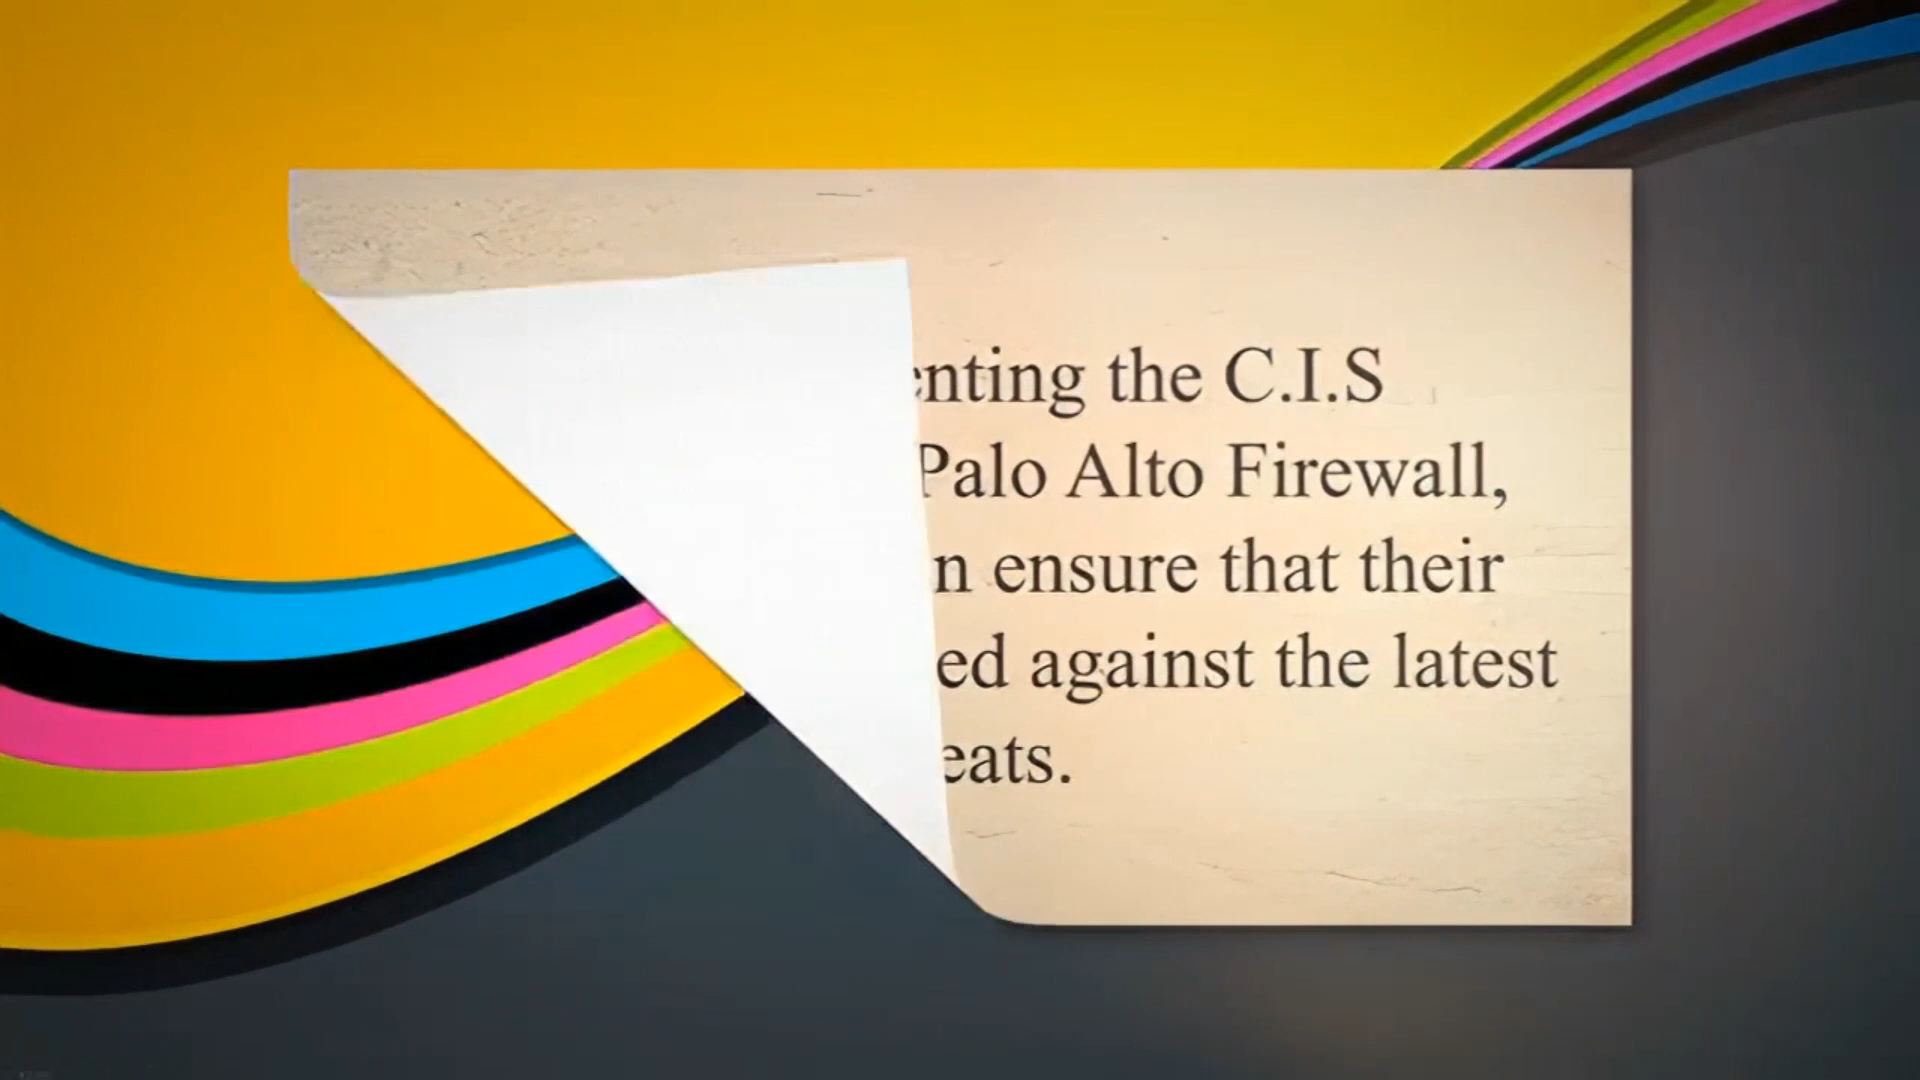 enting the C.I.S
Palo Alto Firewall,
n ensure that their
ed against the latest
eats.